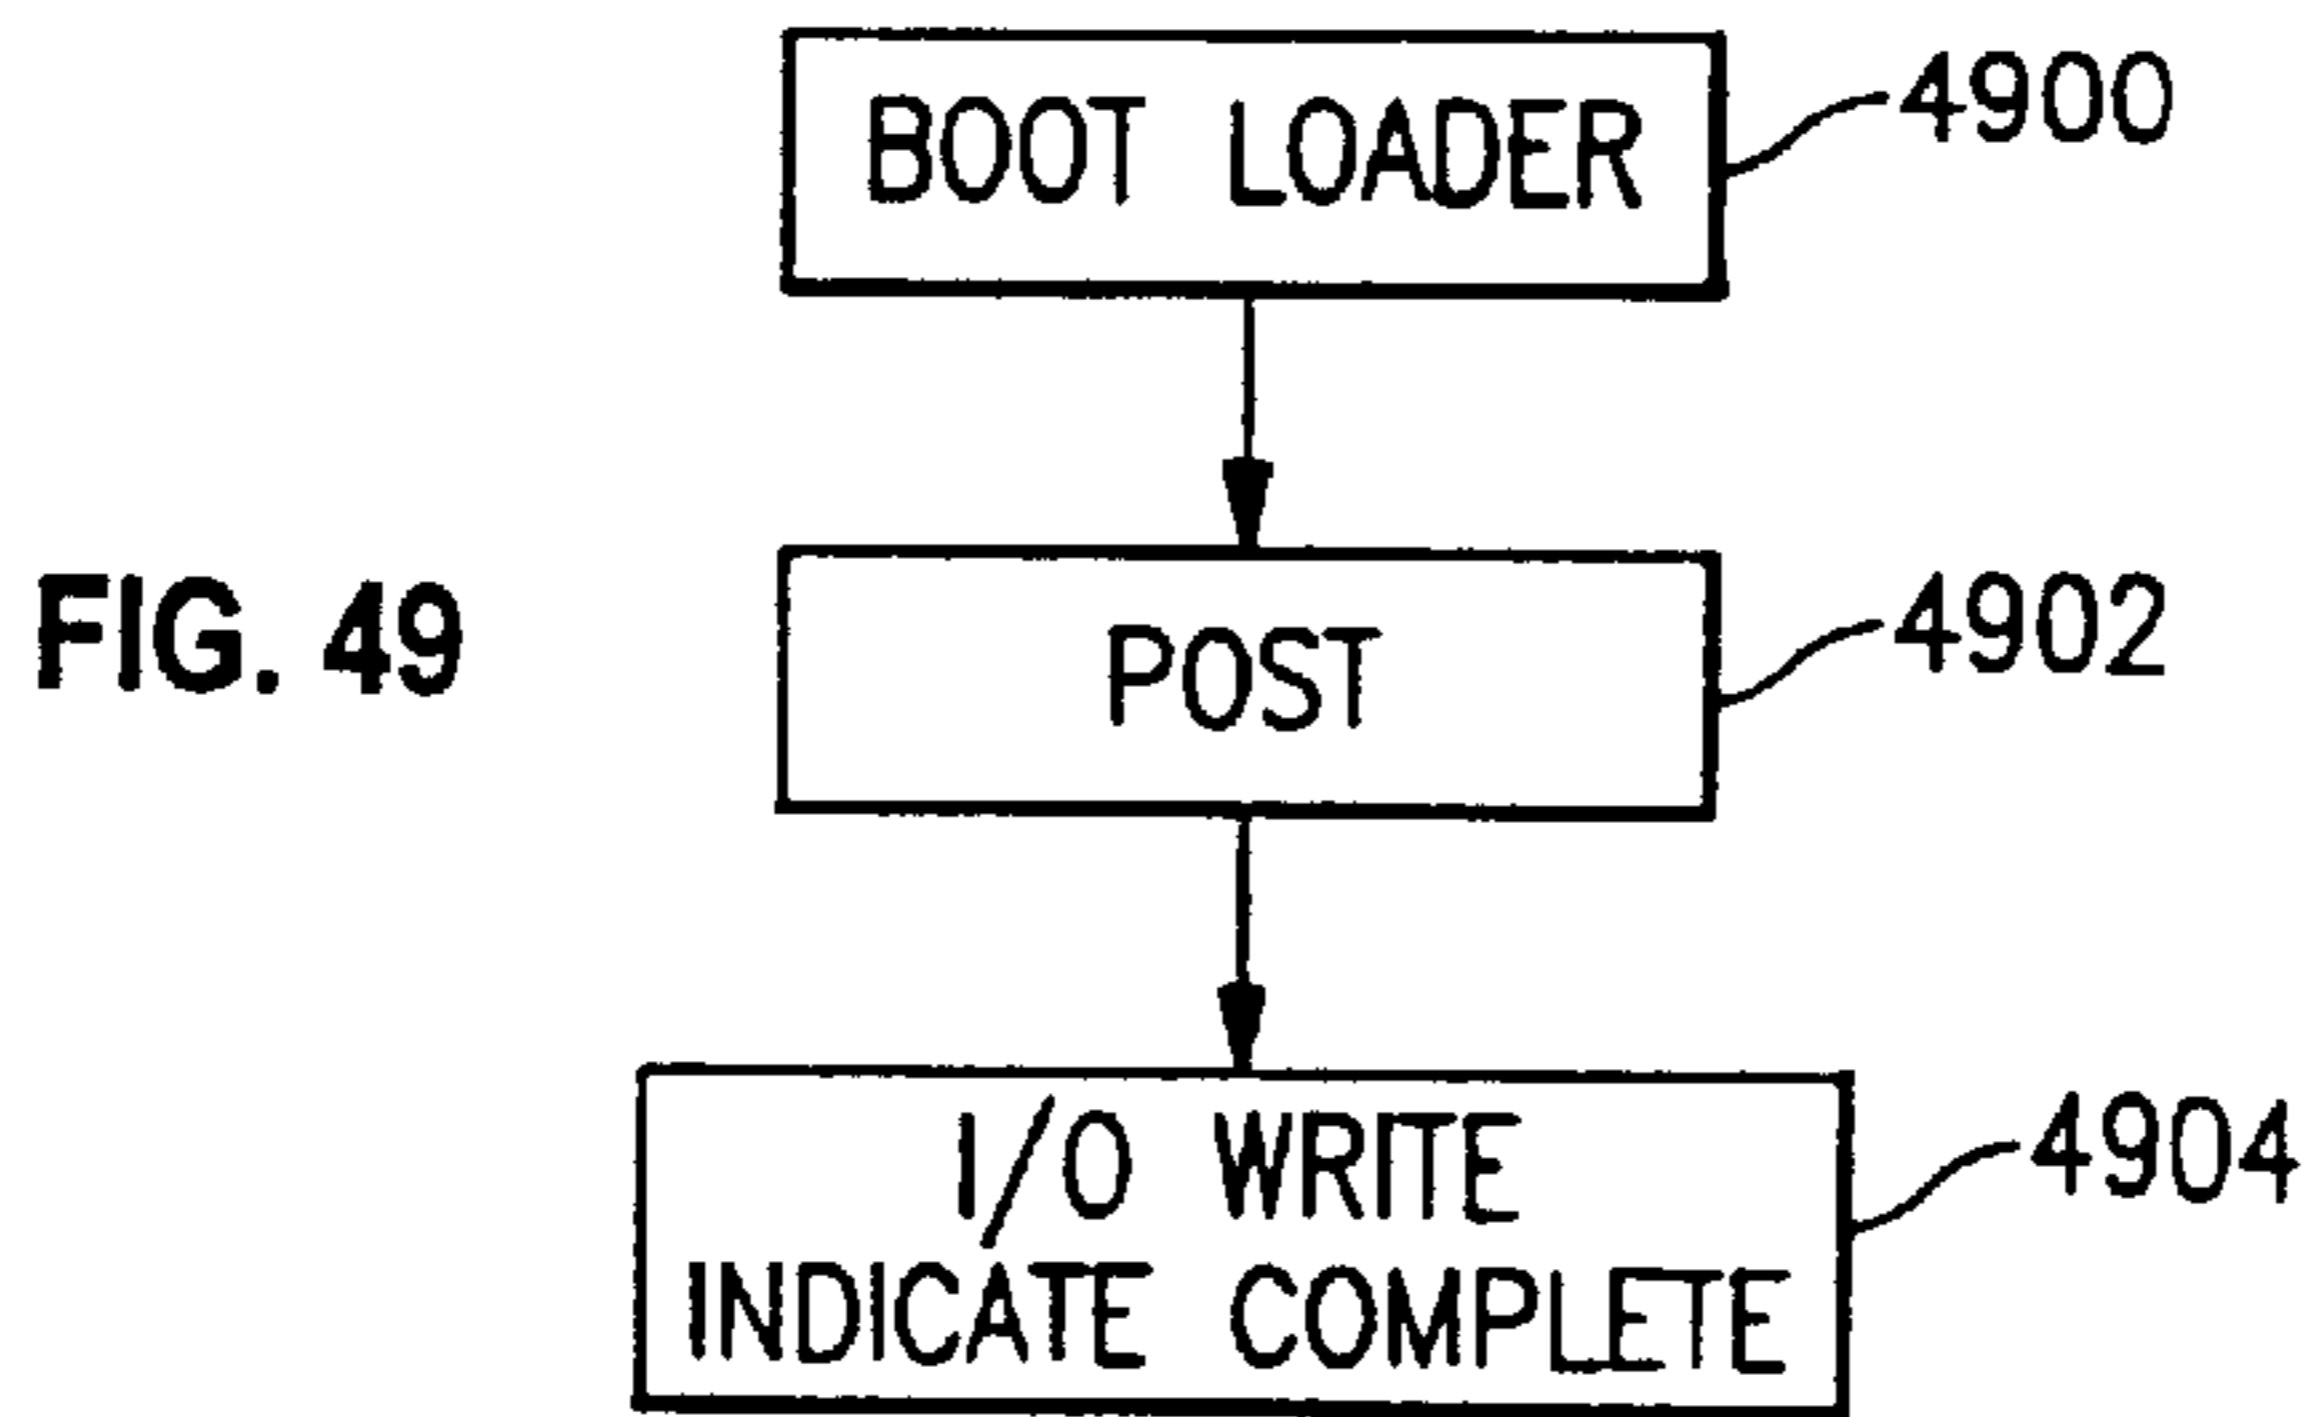 BOOT LOADER
4900
FIG. 49
POST
4902
I/O WRITE
INDICATE COMPLETE
4904